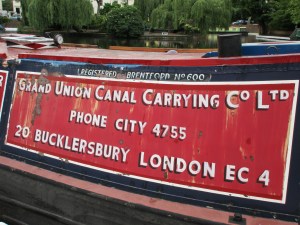 REGISTERED BRENTFORD NO 600
GRAND UNION CANAL CARRYING CO LTD
PHONE CITY 4755
20 BUCKLERSBURY LONDON EC 4